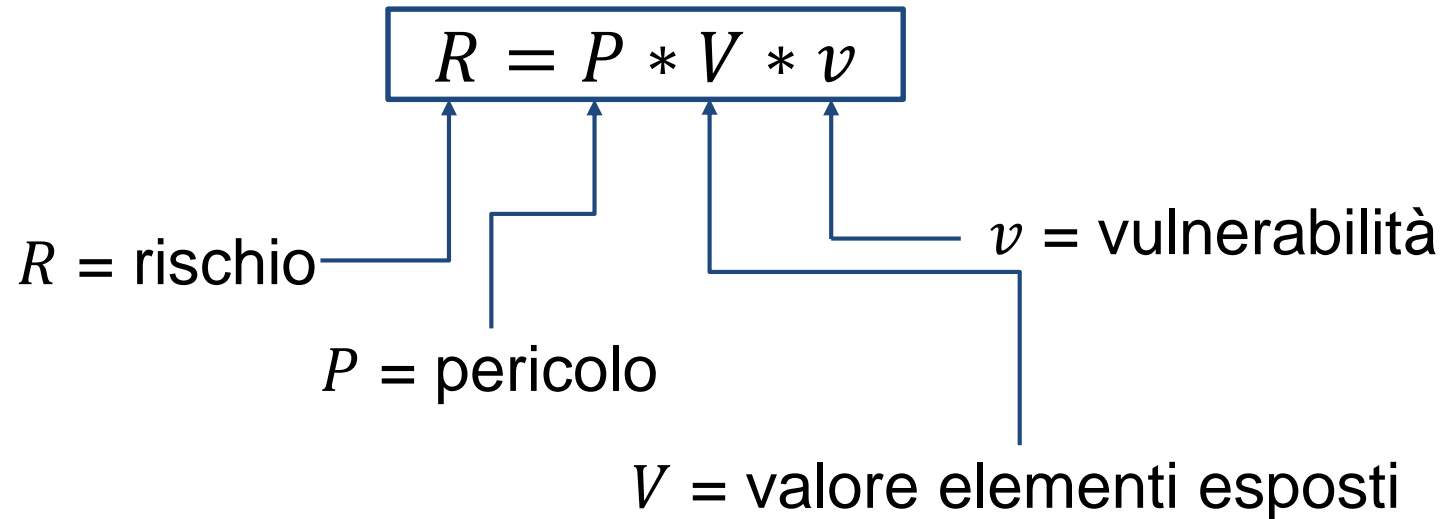 R = P * V * v
v = vulnerabilità
R = rischio
P = pericolo
V = valore elementi esposti